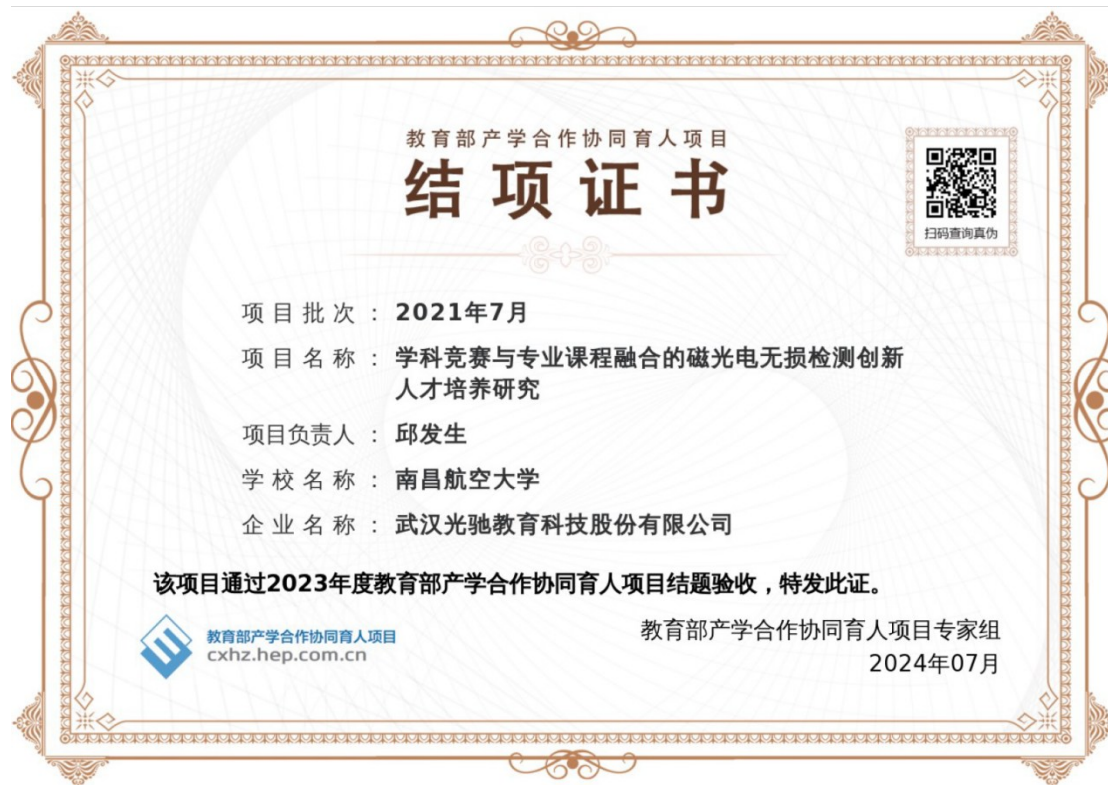 教育部产学合作协同育人项目
结项证书
扫码查询真伪
项目批次：2021年7月
项目名称：学科竞赛与专业课程融合的磁光电无损检测创新
人才培养研究
项目负责人：邱发生
学校名称：南昌航空大学
企业名称：武汉光驰教育科技股份有限公司
该项目通过2023年度教育部产学合作协同育人项目结题验收，特发此证。
教育部产学合作协同育人项目
cxhz.hep.com.cn
教育部产学合作协同育人项目专家组
2024年07月